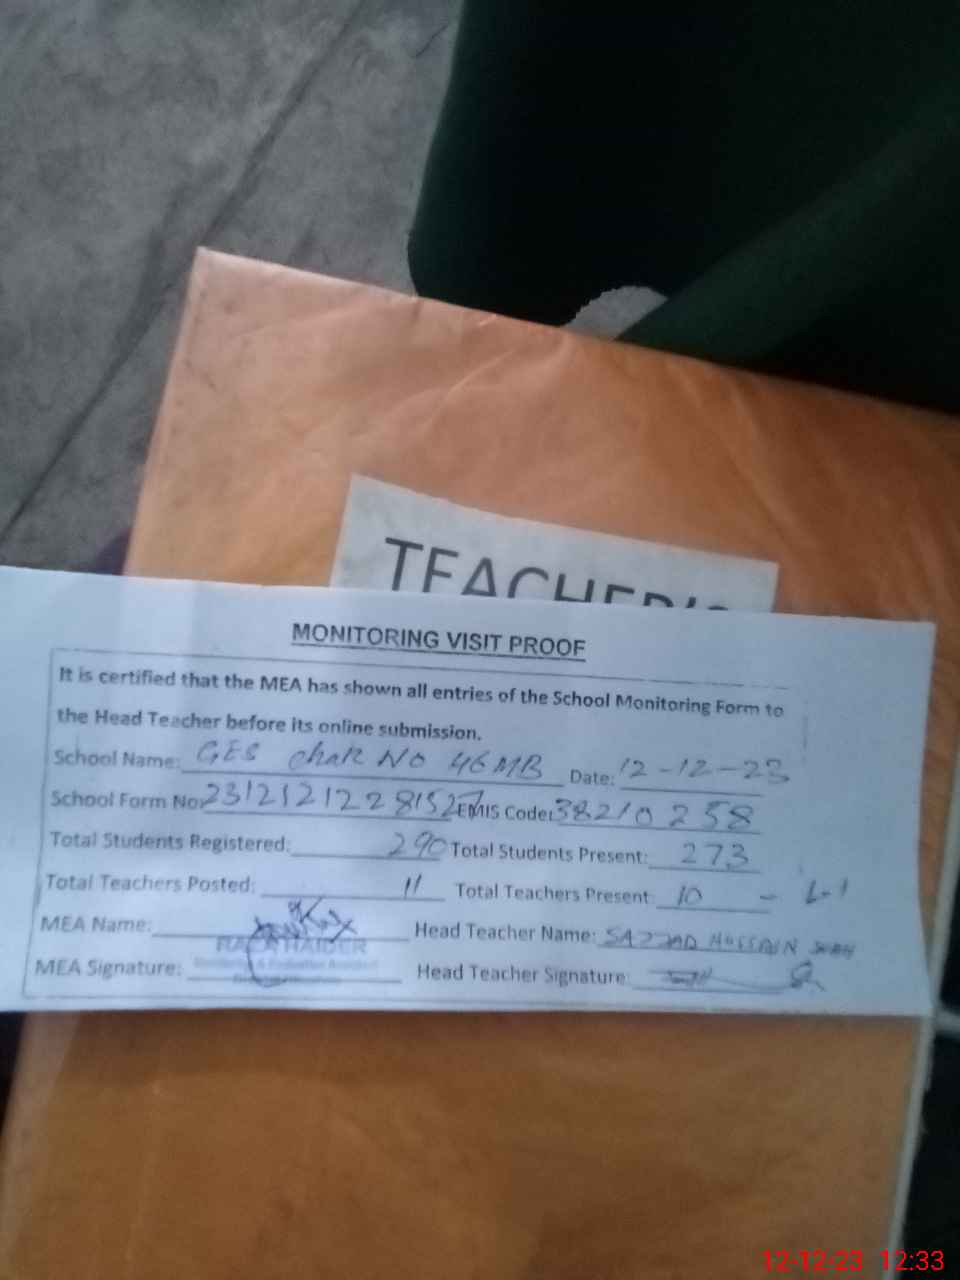 TEACHER'S
MONITORING VISIT PROOF
It is certified that the MEA has shown all entries of the School Monitoring Form to
the Head Teacher before its online submission.
School Name: GES Chak No 46 MB Date: 12-12-23
School Form No: EMIS Code: 38210258
Total Students Registered: 290 Total Students Present: 273
Total Teachers Posted: 11 Total Teachers Present: 10 - L-1
MEA Name: Head Teacher Name: SAJJAD HUSSAIN SHAH
HAIDER
MEA Signature: Head Teacher Signature:
12-12-23 12:33